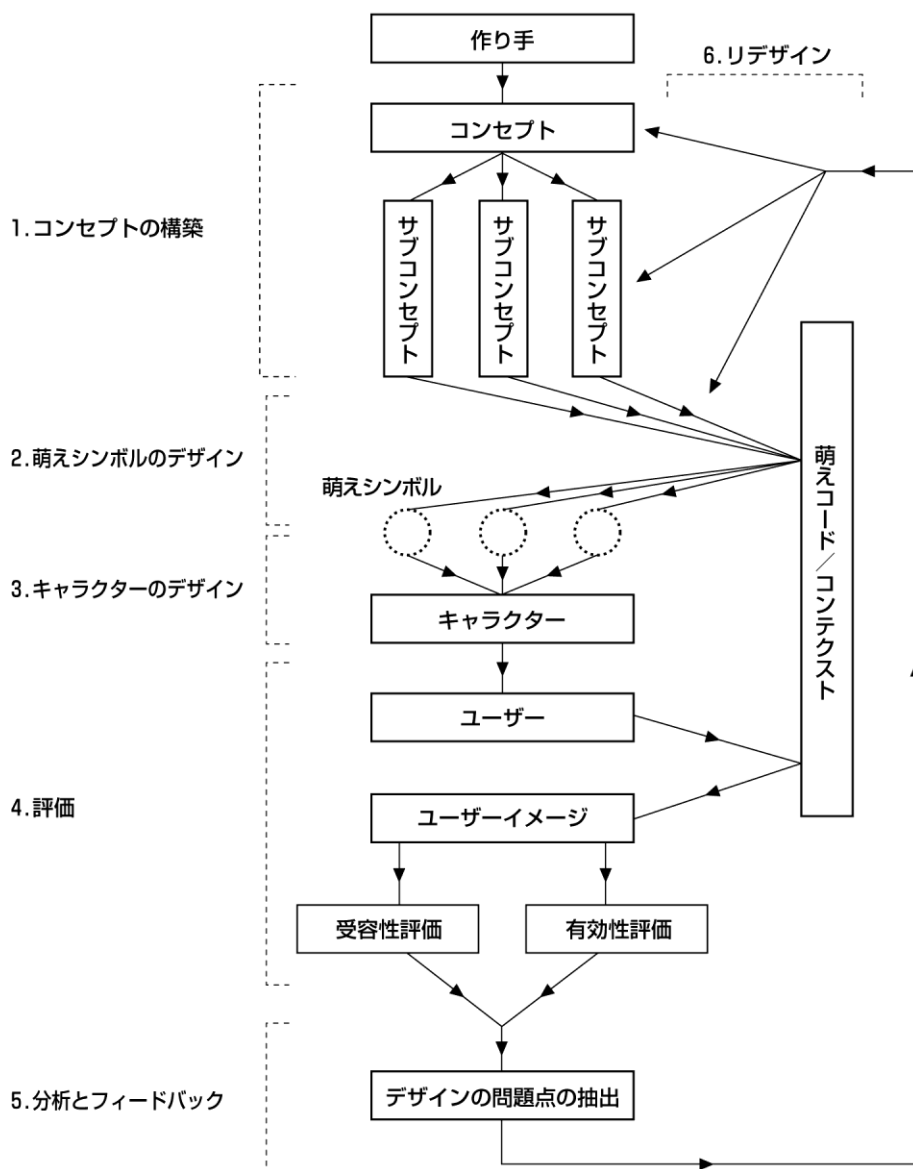 作り手
6.リデザイン
コンセプト
1.コンセプトの構築
サブコンセプト
サブコンセプト
サブコンセプト
2.萌えシンボルのデザイン
萌えシンボル
萌えコード／コンテクスト
3.キャラクターのデザイン
キャラクター
ユーザー
4.評価
ユーザーイメージ
受容性評価
有効性評価
5.分析とフィードバック
デザインの問題点の抽出